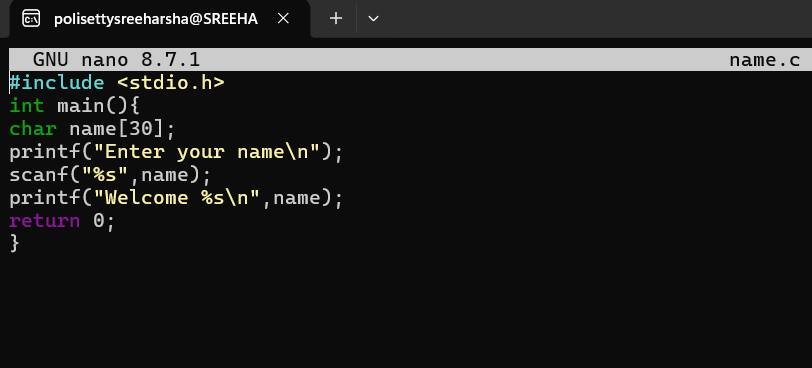 polisettysreeharsha@SREEHA
GNU nano 8.7.1 name.c
#include <stdio.h>
int main(){
char name[30];
printf("Enter your name\n");
scanf("%s",name);
printf("Welcome %s\n",name);
return 0;
}